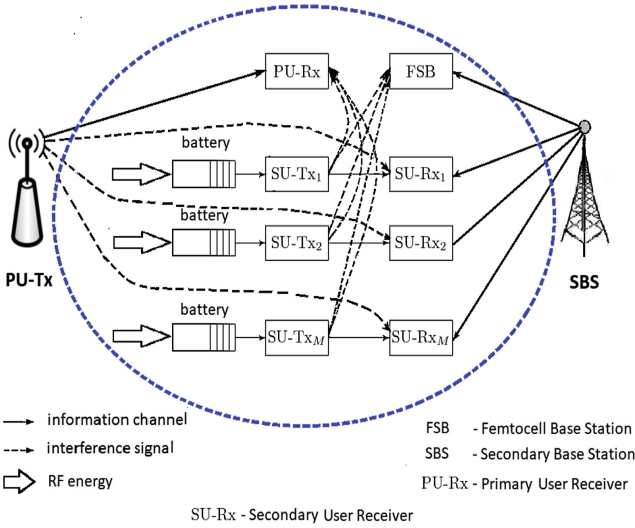 PU-Rx FSB
battery
SU-Tx₁ SU-Rx₁
battery
SU-Tx₂ SU-Rx₂
PU-Tx SBS
battery
SU-Tx_M SU-Rx_M
information channel
interference signal
RF energy
FSB - Femtocell Base Station
SBS - Secondary Base Station
PU-Rx - Primary User Receiver
SU-Rx - Secondary User Receiver